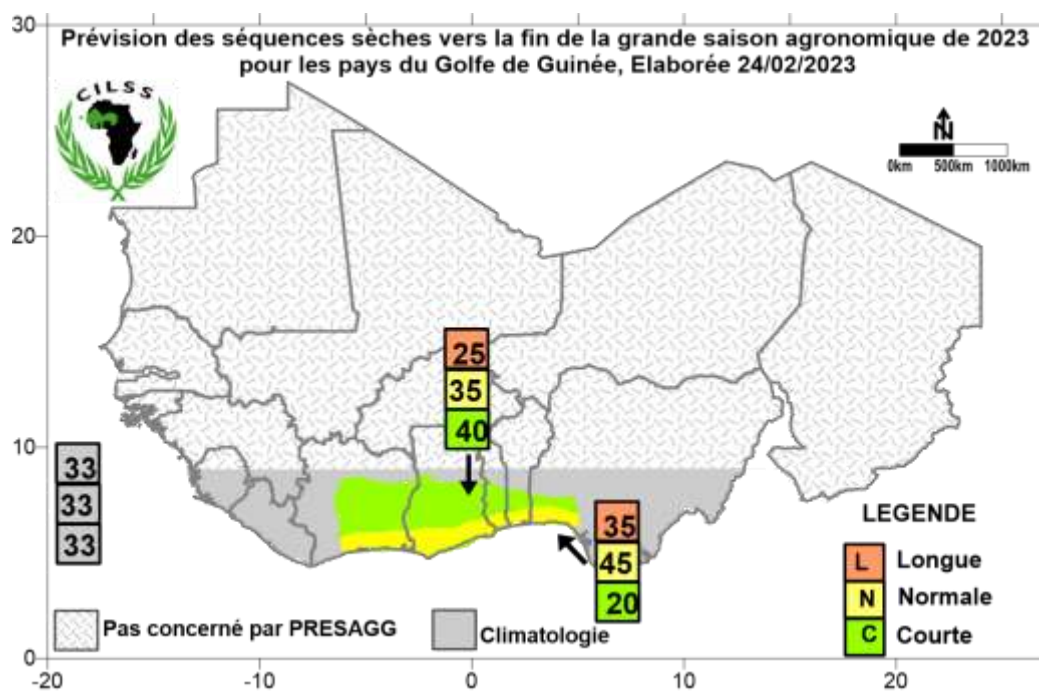 Prévision des séquences sèches vers la fin de la grande saison agronomique de 2023
pour les pays du Golfe de Guinée, Elaborée 24/02/2023
CILSS
N
0km 500km 1000km
30
20
10
0
25
35
40
33
33
33
35
45
20
LEGENDE
L Longue
N Normale
C Courte
Pas concerné par PRESAGG
Climatologie
-20 -10 0 10 20